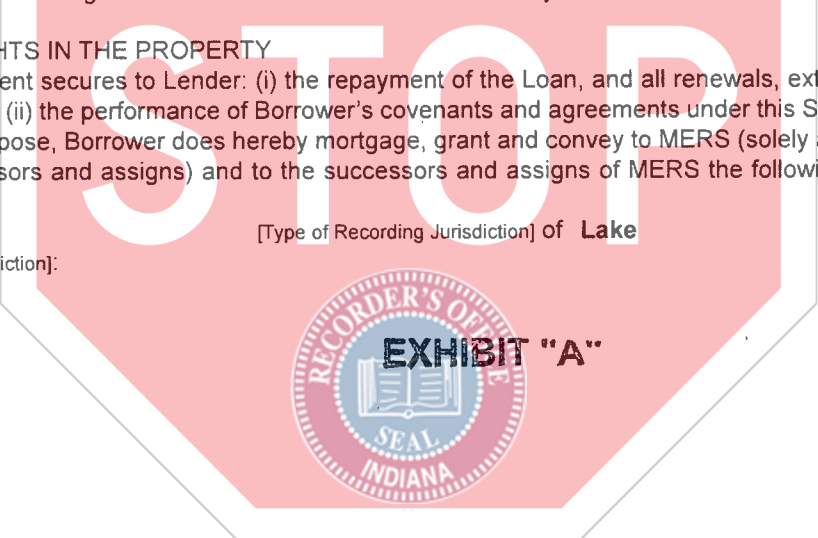 HTS IN THE PROPERTY
ent secures to Lender: (i) the repayment of the Loan, and all renewals, ext
(ii) the performance of Borrower's covenants and agreements under this S
pose, Borrower does hereby mortgage, grant and convey to MERS (solely
sors and assigns) and to the successors and assigns of MERS the followi
[Type of Recording Jurisdiction] of Lake
iction]:
STOP
EXHIBIT "A"
RECORDER'S OFFICE
SEAL
INDIANA